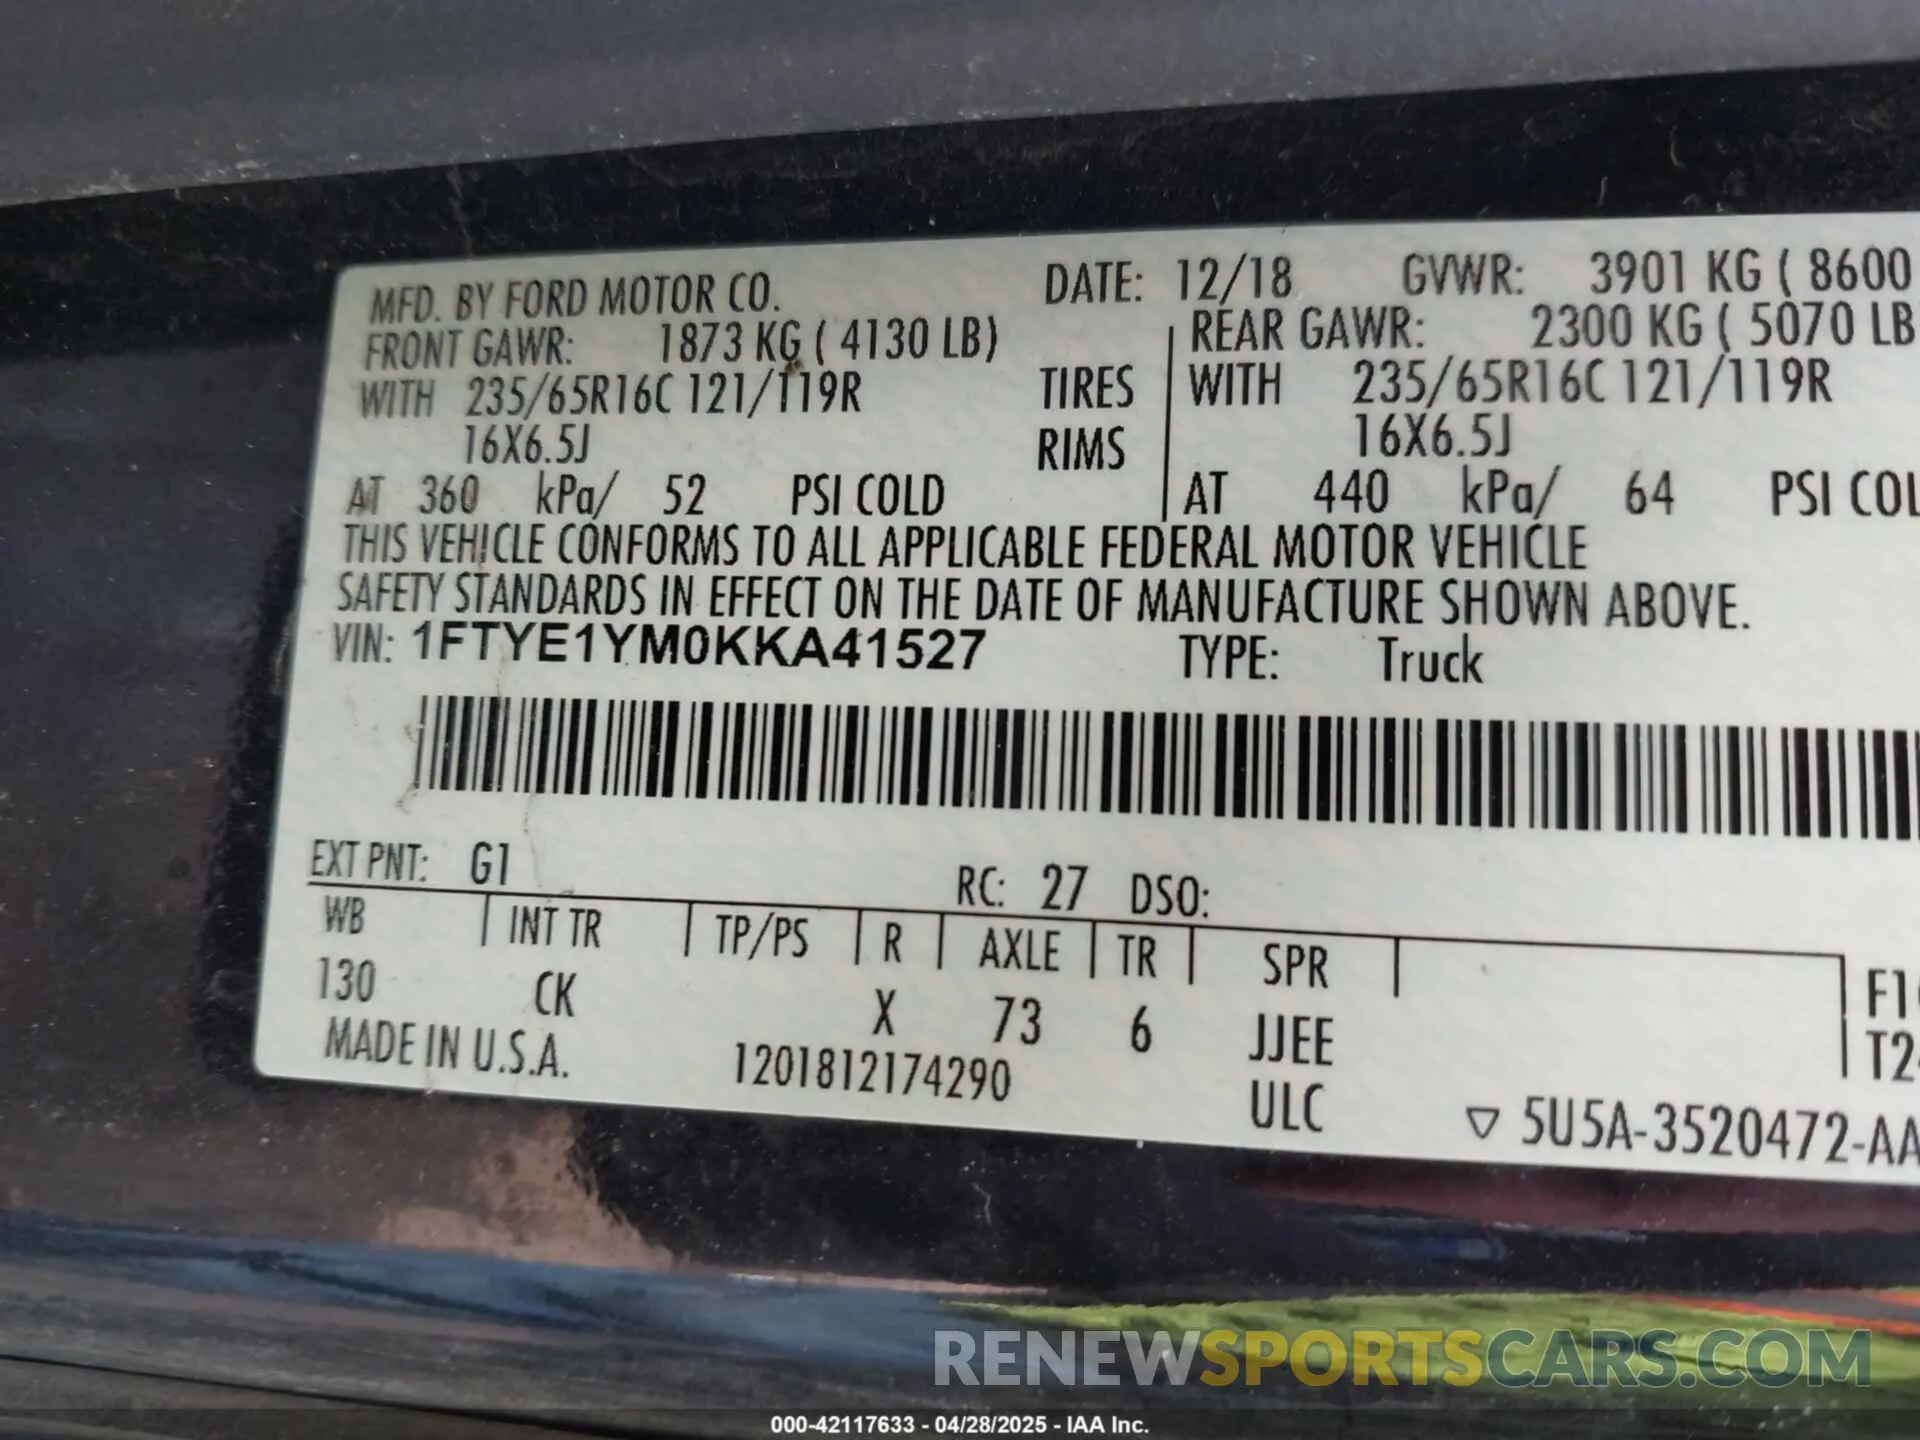 MFD. BY FORD MOTOR CO. DATE: 12/18 GVWR: 3901 KG ( 8600
FRONT GAWR: 1873 KG ( 4130 LB) REAR GAWR: 2300 KG ( 5070 LB
WITH 235/65R16C 121/119R TIRES WITH 235/65R16C 121/119R
16X6.5J RIMS 16X6.5J
AT 360 kPa/ 52 PSI COLD AT 440 kPa/ 64 PSI COL
THIS VEHICLE CONFORMS TO ALL APPLICABLE FEDERAL MOTOR VEHICLE
SAFETY STANDARDS IN EFFECT ON THE DATE OF MANUFACTURE SHOWN ABOVE.
VIN: 1FTYE1YM0KKA41527 TYPE: Truck
EXT PNT: G1 RC: 27 DSO:
WB INT TR TP/PS R AXLE TR SPR
130 CK X 73 6 JJEE F1
MADE IN U.S.A. 1201812174290 ULC T2
▽ 5U5A-3520472-AA
RENEWSPORTSCARS.COM
000-42117633 - 04/28/2025 - IAA Inc.